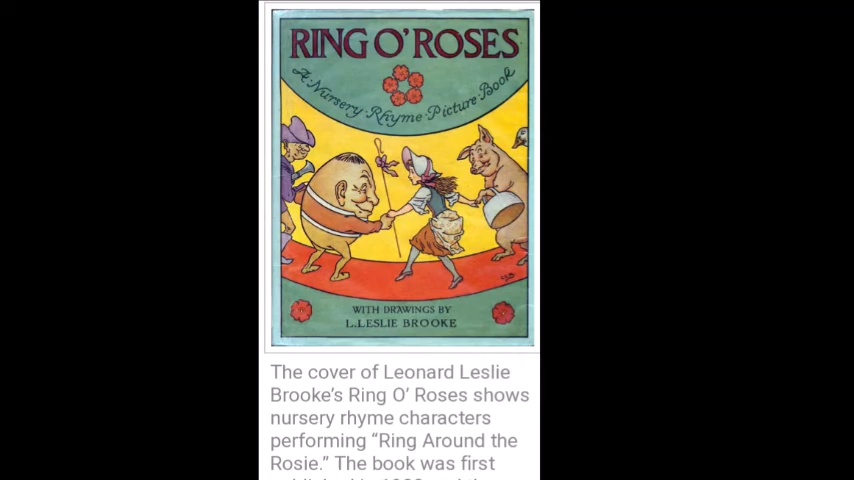 RING O' ROSES
A·Nursery·Rhyme·Picture·Book
WITH DRAWINGS BY
L.LESLIE BROOKE
The cover of Leonard Leslie
Brooke’s Ring O’ Roses shows
nursery rhyme characters
performing “Ring Around the
Rosie.” The book was first